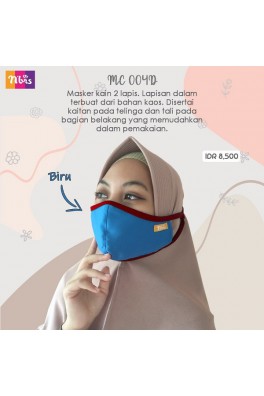 Nbrs
MC 004D
Masker kain 2 lapis. Lapisan dalam
terbuat dari bahan kaos. Disertai
kaitan pada telinga dan tali pada
bagian belakang yang memudahkan
dalam pemakaian.
IDR 8,500
Biru